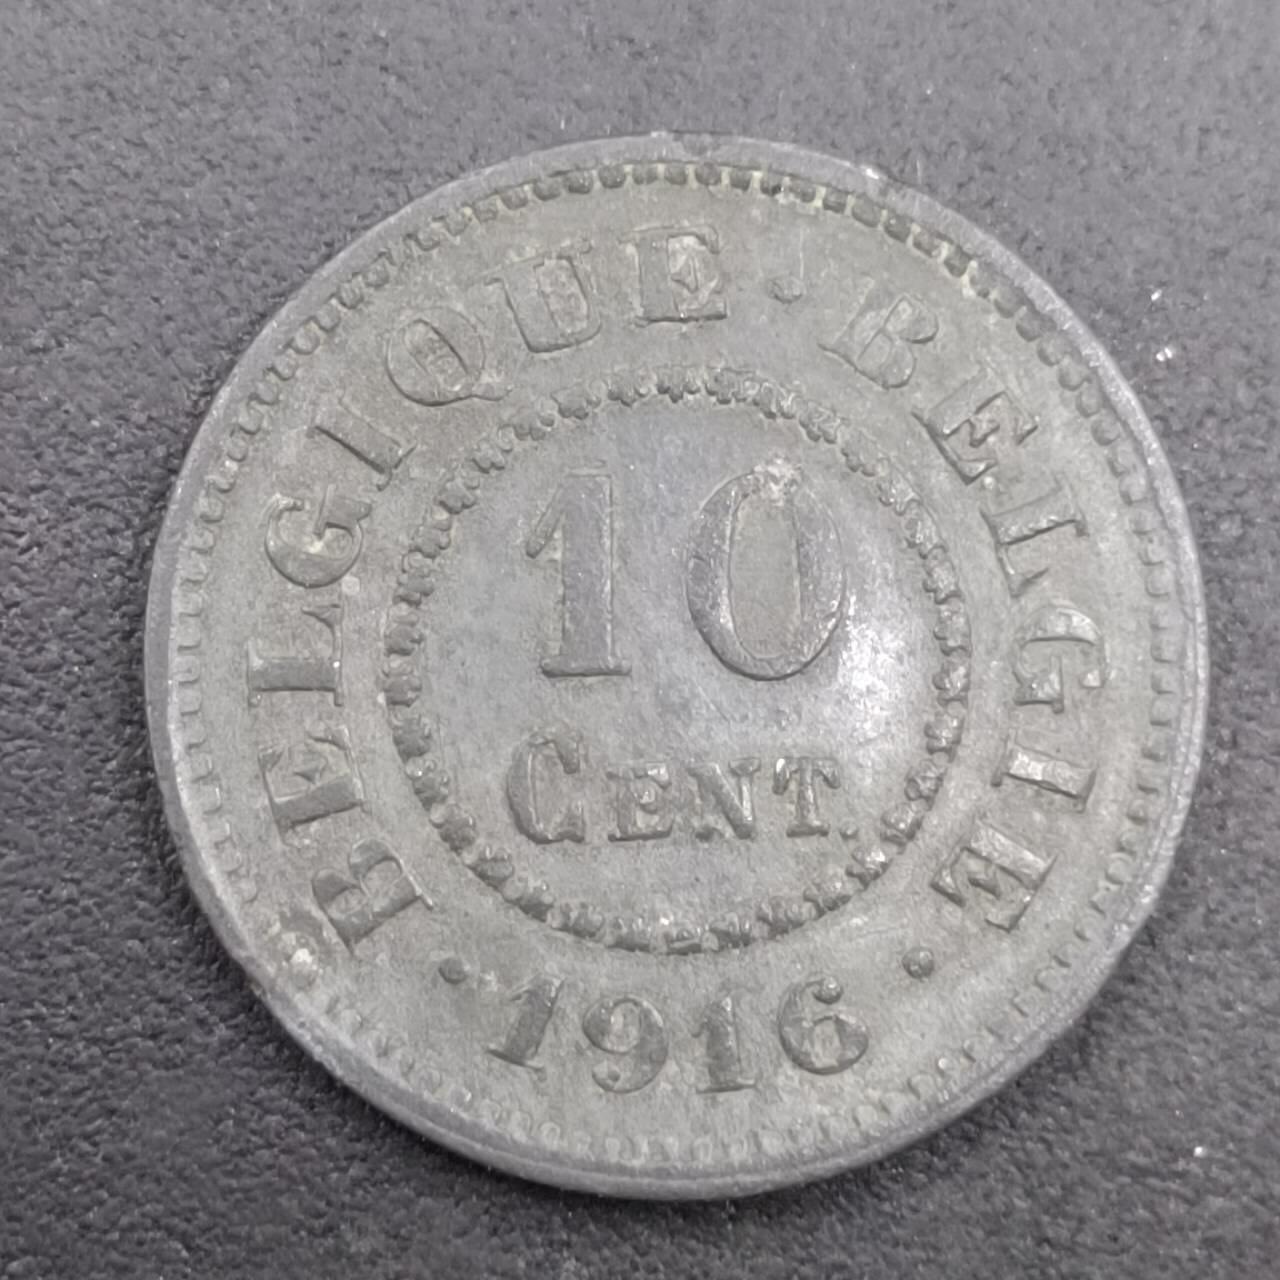 BELGIQUE · BELGIE
10
CENT.
· 1916 ·